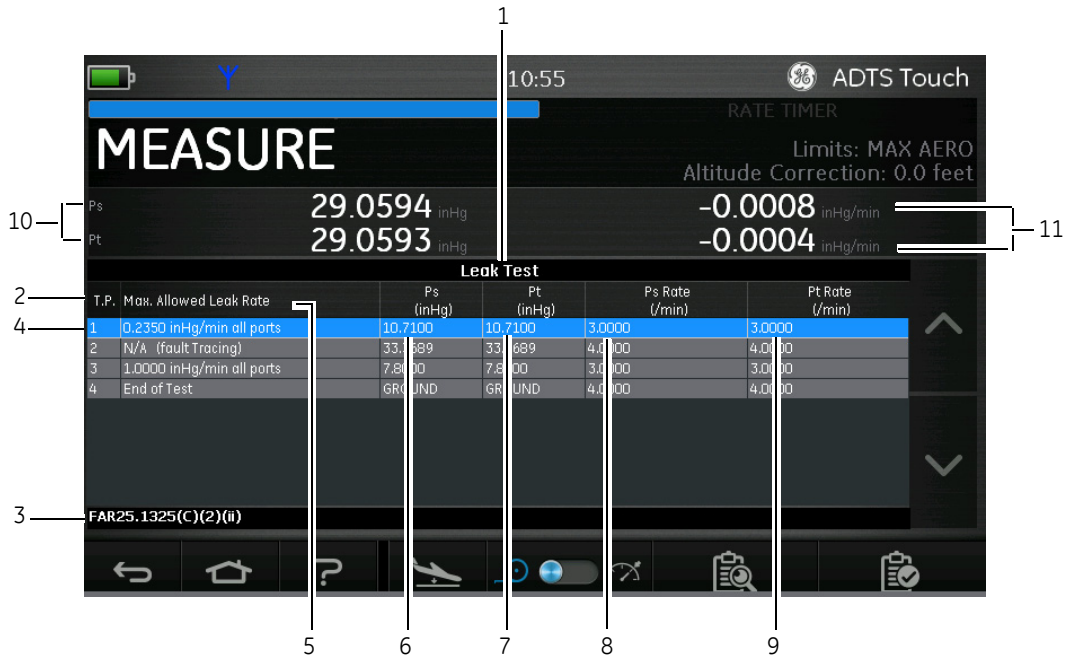 1
10:55 ADTS Touch
RATE TIMER
MEASURE
Limits: MAX AERO
Altitude Correction: 0.0 feet
Ps 29.0594 inHg -0.0008 inHg/min
10
11
Pt 29.0593 inHg -0.0004 inHg/min
Leak Test
2 T.P. Max. Allowed Leak Rate Ps (inHg) Pt (inHg) Ps Rate (/min) Pt Rate (/min)
4 1 0.2350 inHg/min all ports 10.7100 10.7100 3.0000 3.0000
2 N/A (fault Tracing)
3 1.0000 inHg/min all ports
4 End of Test
3 FAR25.1325(C)(2)(ii)
5 6 7 8 9